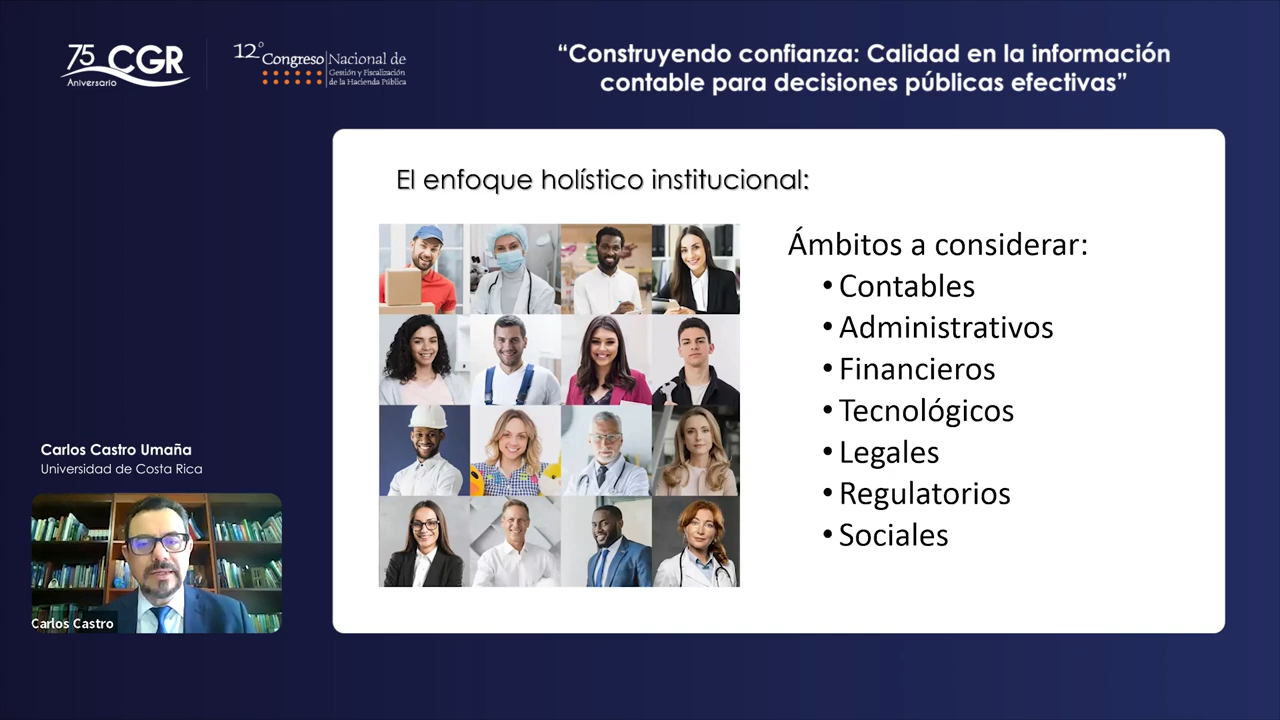 75 CGR
Aniversario
12° Congreso Nacional de
Gestión y Fiscalización
de la Hacienda Pública
“Construyendo confianza: Calidad en la información
contable para decisiones públicas efectivas”
El enfoque holístico institucional:
Ámbitos a considerar:
• Contables
• Administrativos
• Financieros
• Tecnológicos
• Legales
• Regulatorios
• Sociales
Carlos Castro Umaña
Universidad de Costa Rica
Carlos Castro